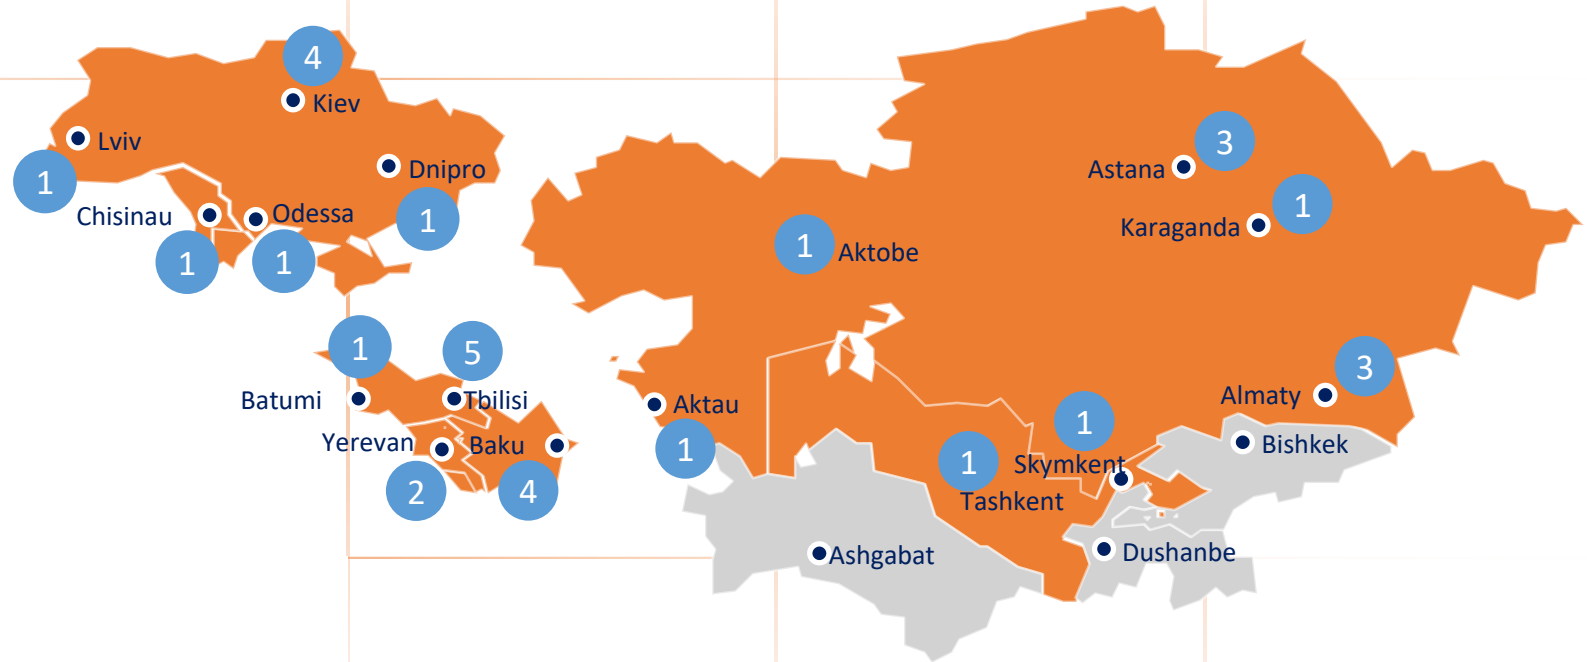 4
Kiev
Lviv
1
Dnipro
1
Chisinau
1
Odessa
1
1
Batumi
5
Tbilisi
Yerevan
2
Baku
4
1
Aktobe
Aktau
1
3
Astana
1
Karaganda
3
Almaty
1
Skymkent
1
Tashkent
Bishkek
Ashgabat
Dushanbe